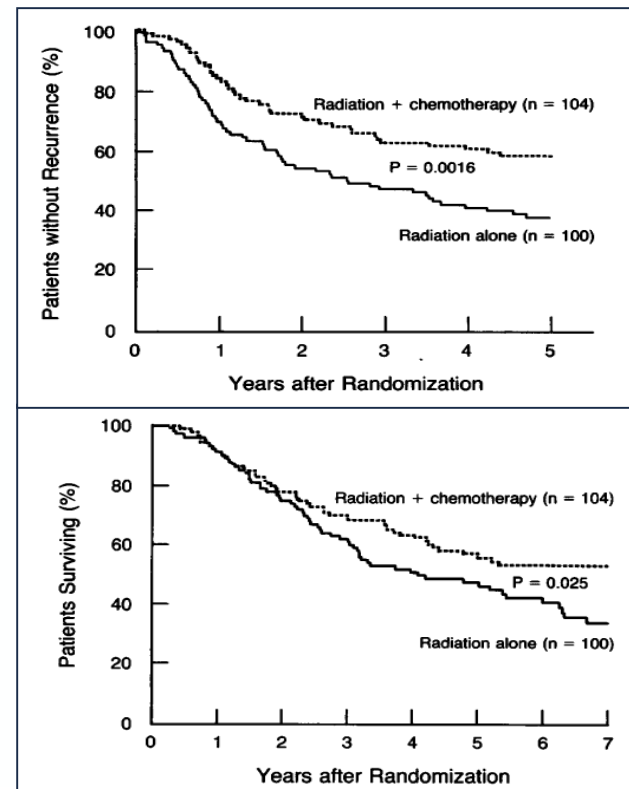 Patients without Recurrence (%)
100
80
60
40
20
0
Radiation + chemotherapy (n = 104)
P = 0.0016
Radiation alone (n = 100)
0 1 2 3 4 5
Years after Randomization
Patients Surviving (%)
100
80
60
40
20
0
Radiation + chemotherapy (n = 104)
P = 0.025
Radiation alone (n = 100)
0 1 2 3 4 5 6 7
Years after Randomization